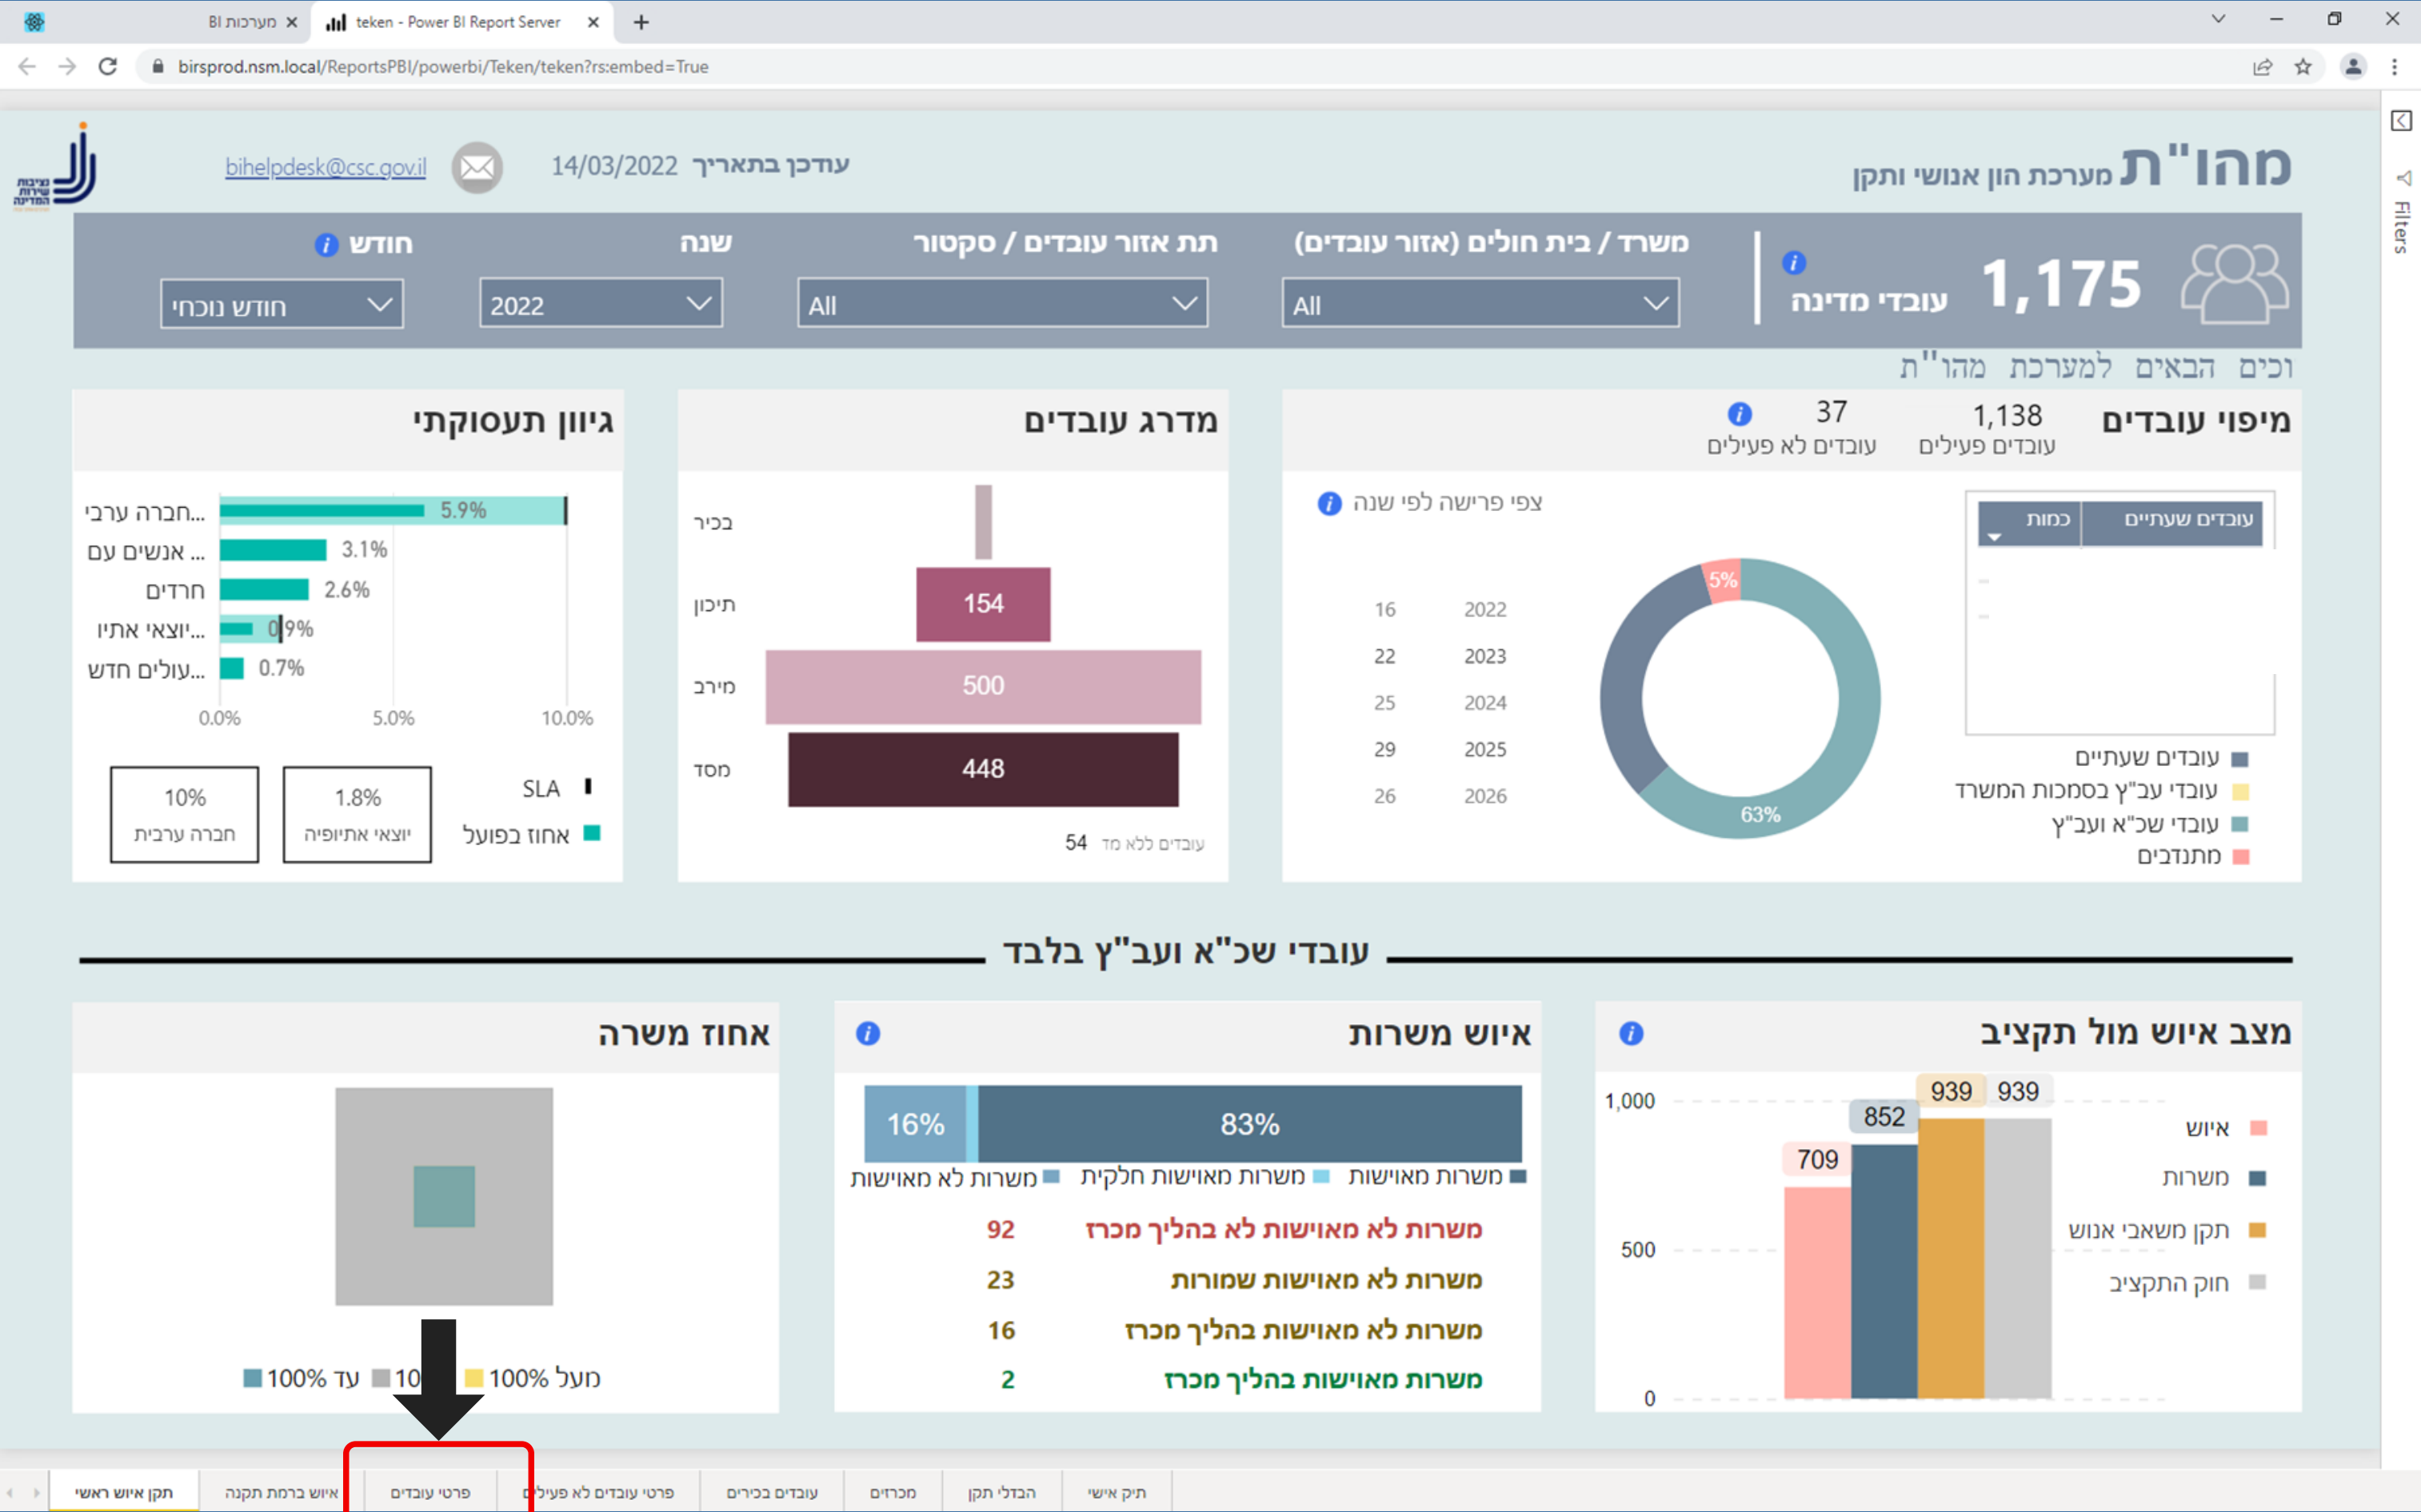 מערכות BI
teken - Power BI Report Server
birsprod.nsm.local/ReportsPBI/powerbi/Teken/teken?rs:embed=True
Filters
מהו"ת מערכת הון אנושי ותקן
עודכן בתאריך 14/03/2022
bihelpdesk@csc.gov.il
נציבות
שירות
המדינה
1,175 עובדי מדינה
משרד / בית חולים (אזור עובדים)
All
תת אזור עובדים / סקטור
All
שנה
2022
חודש
חודש נוכחי
וכים הבאים למערכת מהו"ת
מיפוי עובדים
1,138
עובדים פעילים
37
עובדים לא פעילים
עובדים שעתיים
כמות
צפי פרישה לפי שנה
2022 16
2023 22
2024 25
2025 29
2026 26
5%
63%
עובדים שעתיים
עובדי עב"ץ בסמכות המשרד
עובדי שכ"א ועב"ץ
מתנדבים
מדרג עובדים
בכיר
תיכון 154
מירב 500
מסד 448
עובדים ללא מד 54
גיוון תעסוקתי
חברה ערבי... 5.9%
אנשים עם ... 3.1%
חרדים 2.6%
יוצאי אתיו... 0.9%
עולים חדש... 0.7%
0.0% 5.0% 10.0%
SLA
אחוז בפועל
1.8%
יוצאי אתיופיה
10%
חברה ערבית
עובדי שכ"א ועב"ץ בלבד
מצב איוש מול תקציב
1,000
500
0
709
852
939
939
איוש
משרות
תקן משאבי אנוש
חוק התקציב
איוש משרות
16% 83%
משרות מאוישות
משרות מאוישות חלקית
משרות לא מאוישות
משרות לא מאוישות לא בהליך מכרז 92
משרות לא מאוישות שמורות 23
משרות לא מאוישות בהליך מכרז 16
משרות מאוישות בהליך מכרז 2
אחוז משרה
מעל 100%
10
עד 100%
תקן איוש ראשי
איוש ברמת תקנה
פרטי עובדים
פרטי עובדים לא פעילים
עובדים בכירים
מכרזים
הבדלי תקן
תיק אישי